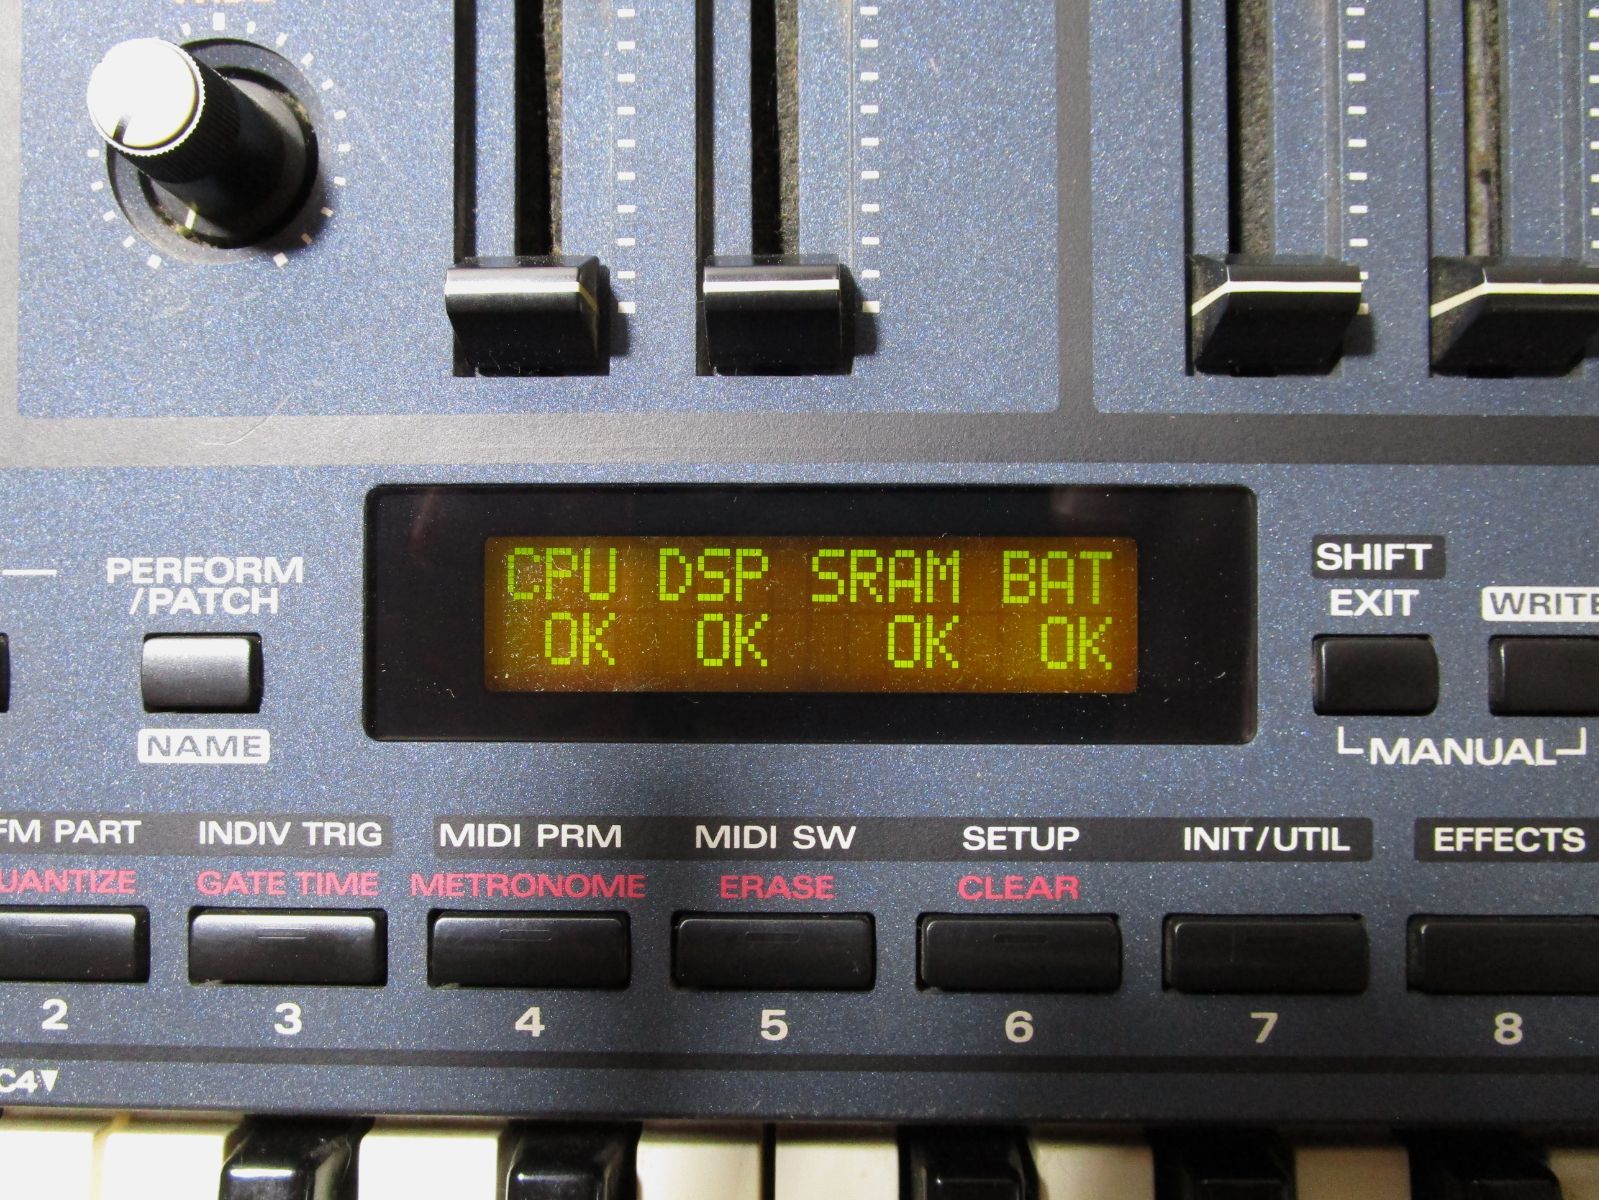 PERFORM
/PATCH
NAME
CPU DSP SRAM BAT
OK OK OK OK
SHIFT
EXIT
WRITE
MANUAL
FM PART INDIV TRIG MIDI PRM MIDI SW SETUP INIT/UTIL EFFECTS
UANTIZE GATE TIME METRONOME ERASE CLEAR
2 3 4 5 6 7 8
C4▼